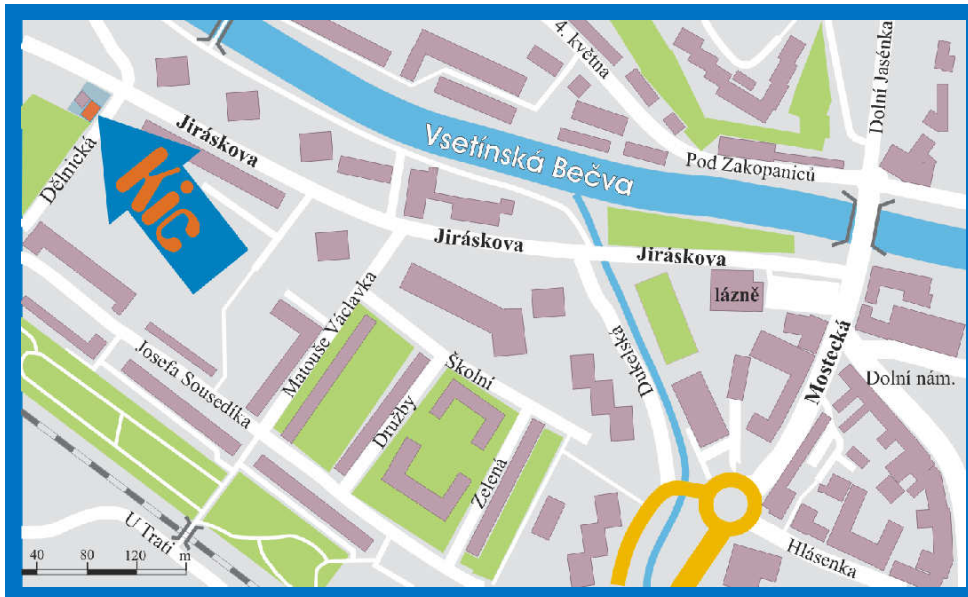 4. května
Dolní Jasénka
Jiráskova
Vsetínská Bečva
Pod Zakopaniců
Dělnická
Kic
Jiráskova
Jiráskova
lázně
Matouše Václavka
Dukelská
Mostecká
Josefa Sousedíka
Školní
Dolní nám.
Družby
Zelená
U Trati
Hlásenka
40 80 120 m